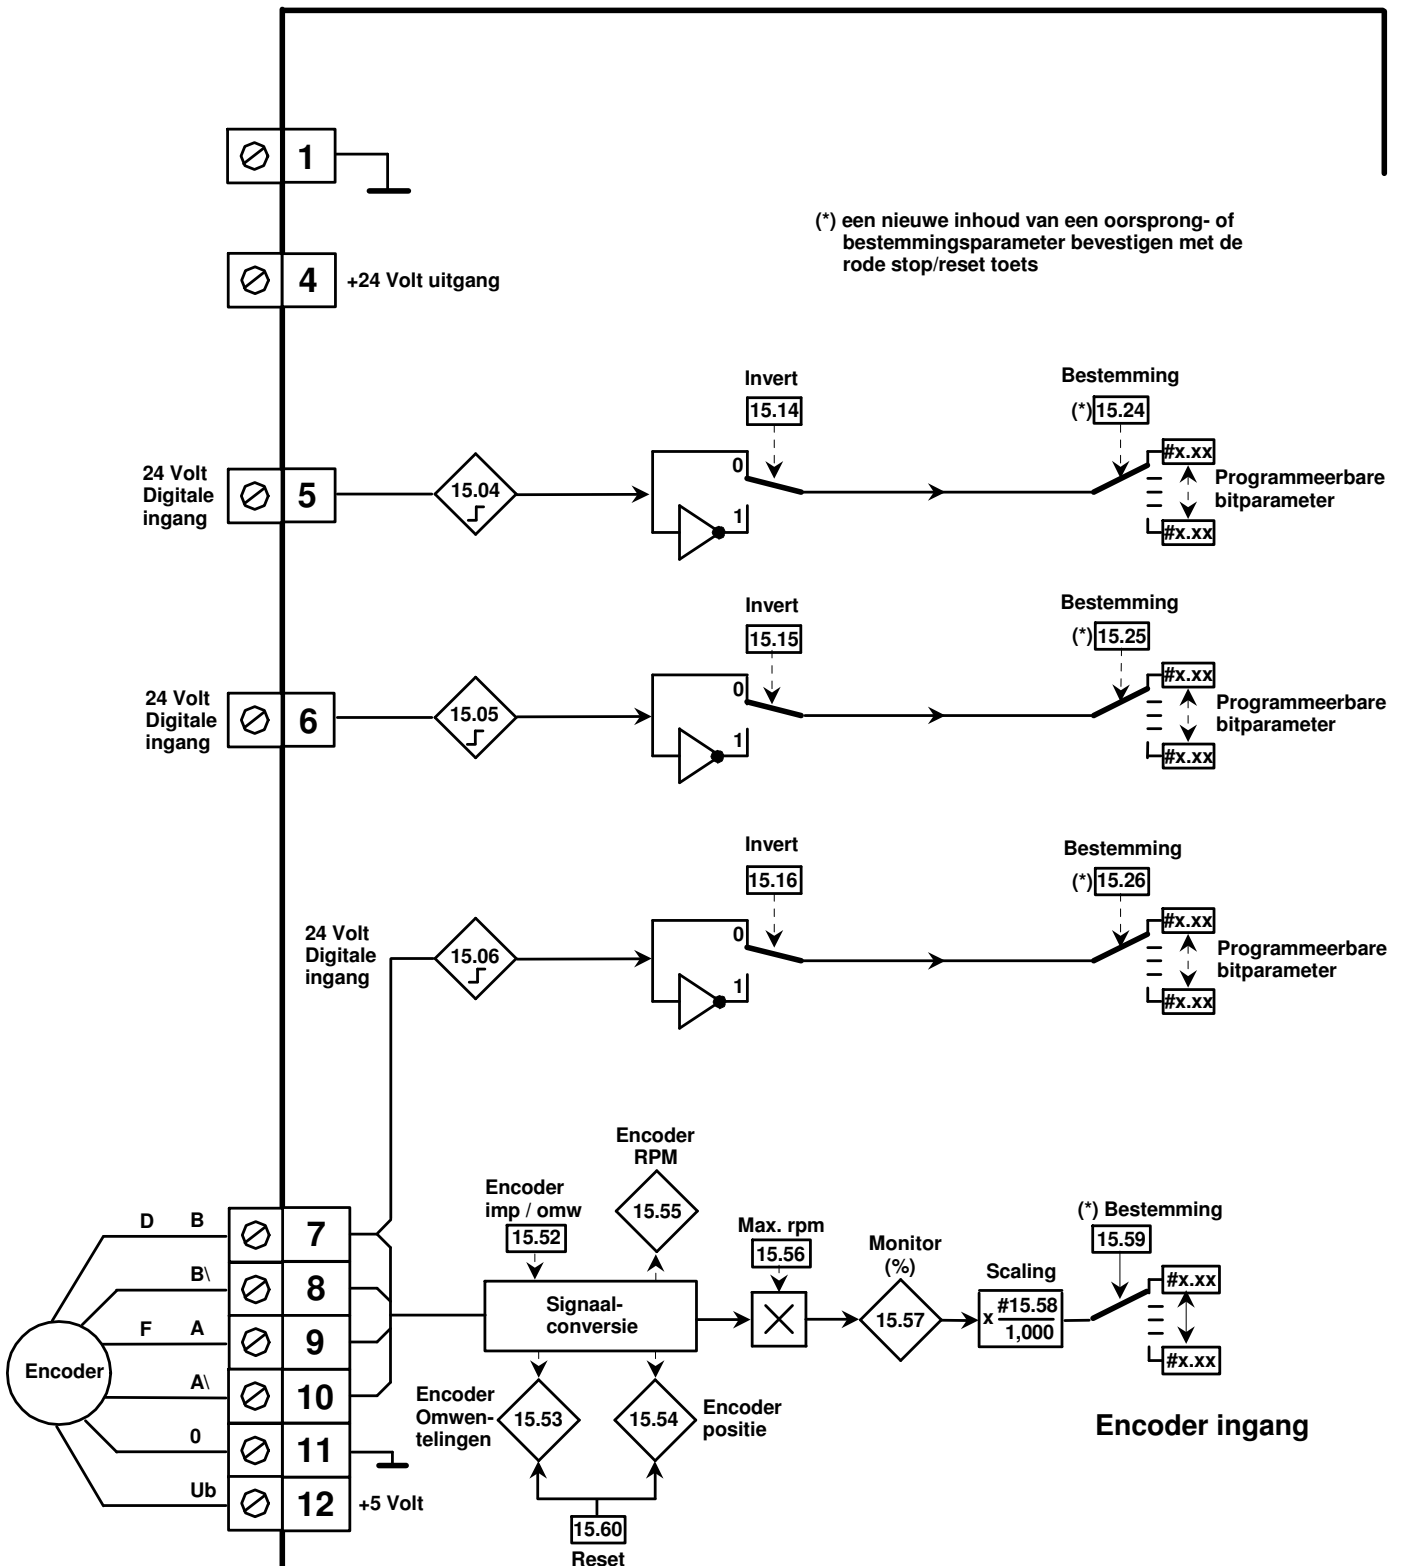 1
(*) een nieuwe inhoud van een oorsprong- of
bestemmingsparameter bevestigen met de
rode stop/reset toets
4
+24 Volt uitgang
Invert
15.14
Bestemming
(*) 15.24
24 Volt
Digitale
ingang
5
15.04
0
1
#x.xx
#x.xx
Programmeerbare
bitparameter
Invert
15.15
Bestemming
(*) 15.25
24 Volt
Digitale
ingang
6
15.05
0
1
#x.xx
#x.xx
Programmeerbare
bitparameter
Invert
15.16
Bestemming
(*) 15.26
24 Volt
Digitale
ingang
15.06
0
1
#x.xx
#x.xx
Programmeerbare
bitparameter
Encoder
RPM
15.55
Encoder
imp / omw
15.52
Max. rpm
15.56
Monitor
(%)
15.57
Scaling
x #15.58
1,000
(*) Bestemming
15.59
#x.xx
#x.xx
D B 7
B\ 8
F A 9
A\ 10
0 11
Ub 12 +5 Volt
Encoder
Signaal-
conversie
Encoder
Omwen-
telingen
15.53
15.54
Encoder
positie
15.60
Reset
Encoder ingang